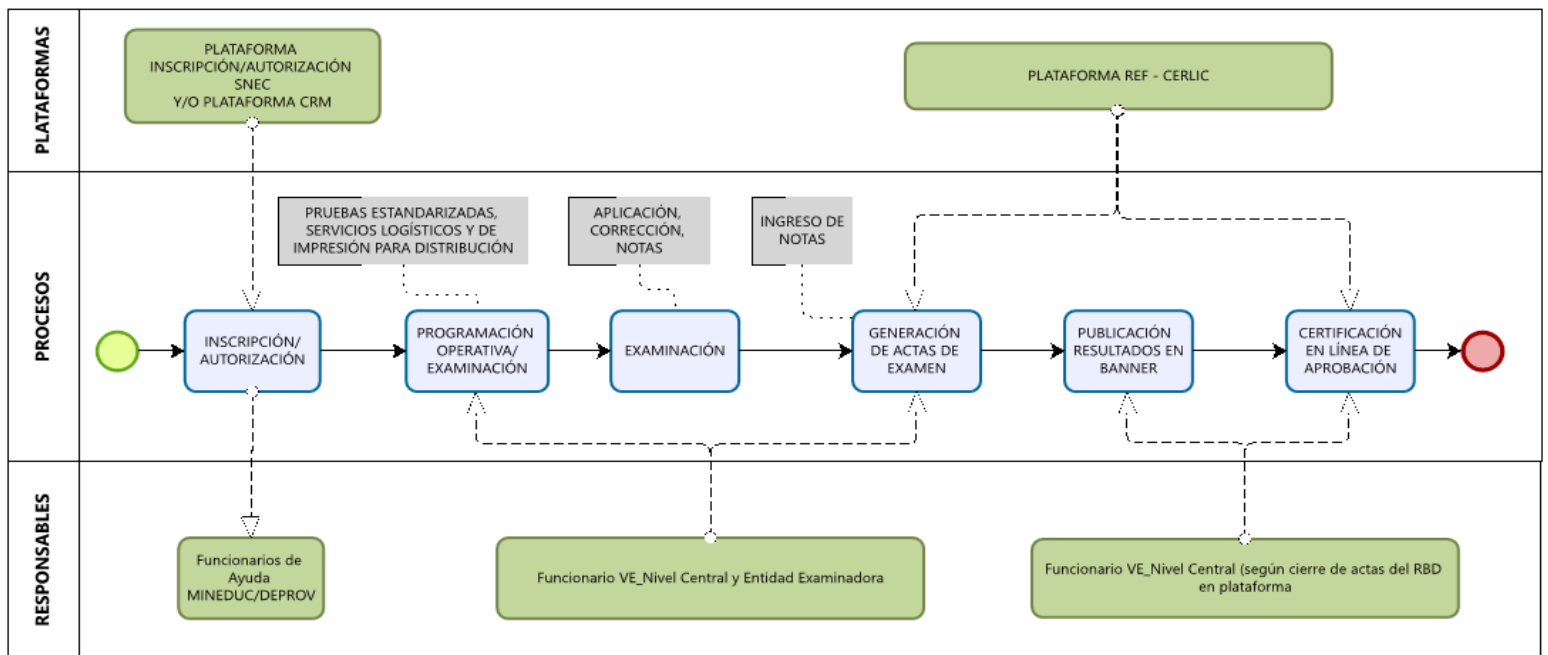 PLATAFORMAS
PLATAFORMA
INSCRIPCIÓN/AUTORIZACIÓN
SNEC
Y/O PLATAFORMA CRM
PLATAFORMA REF - CERLIC
PROCESOS
PRUEBAS ESTANDARIZADAS,
SERVICIOS LOGÍSTICOS Y DE
IMPRESIÓN PARA DISTRIBUCIÓN
APLICACIÓN,
CORRECCIÓN,
NOTAS
INGRESO DE
NOTAS
INSCRIPCIÓN/
AUTORIZACIÓN
PROGRAMACIÓN
OPERATIVA/
EXAMINACIÓN
EXAMINACIÓN
GENERACIÓN
DE ACTAS DE
EXAMEN
PUBLICACIÓN
RESULTADOS EN
BANNER
CERTIFICACIÓN
EN LÍNEA DE
APROBACIÓN
RESPONSABLES
Funcionarios de
Ayuda
MINEDUC/DEPROV
Funcionario VE_Nivel Central y Entidad Examinadora
Funcionario VE_Nivel Central (según cierre de actas del RBD
en plataforma